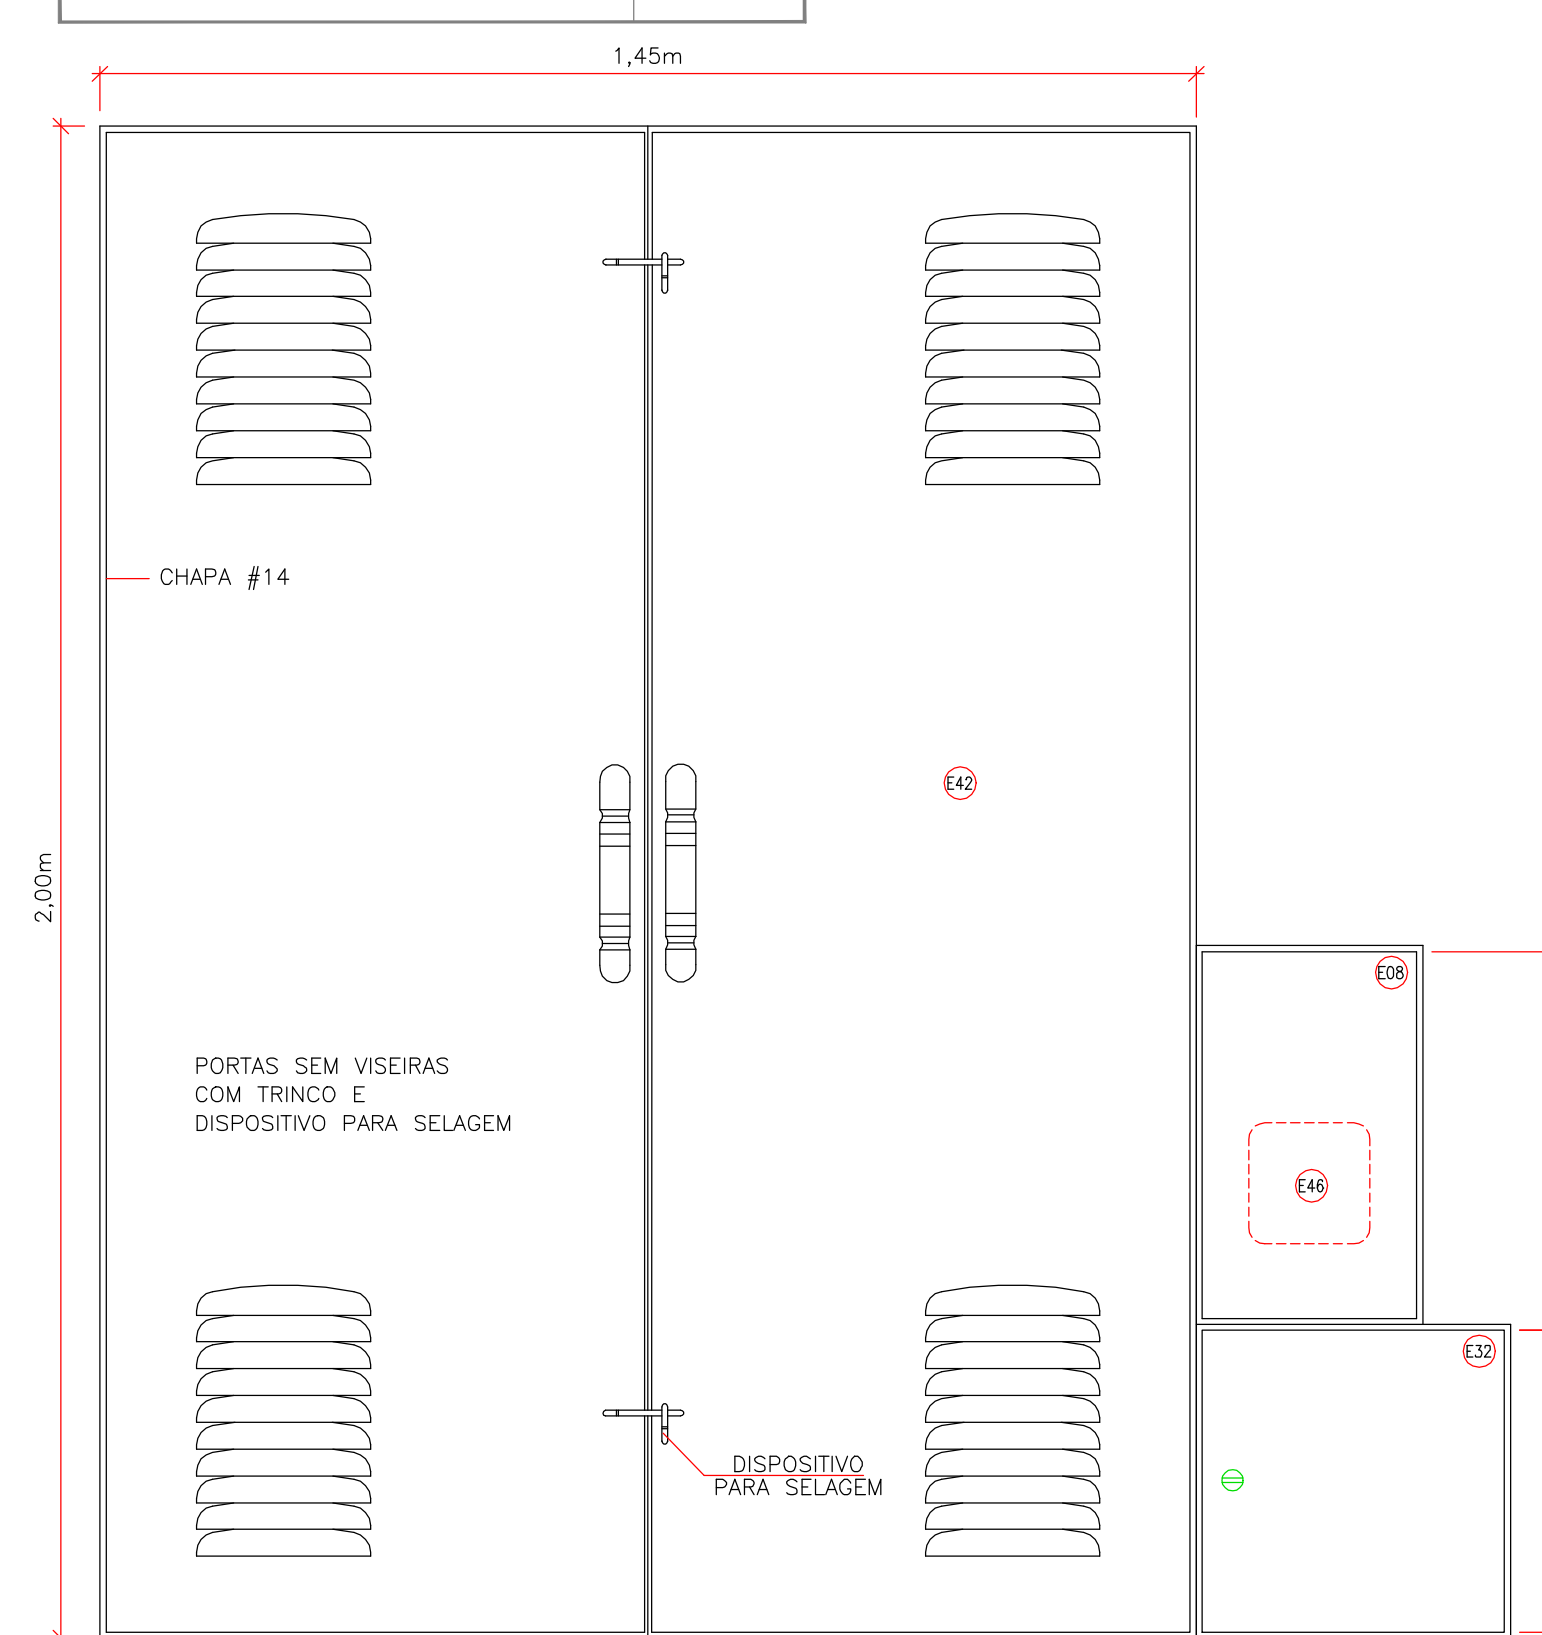 1,45m
CHAPA #14
E42
2,00m
E08
PORTAS SEM VISEIRAS
COM TRINCO E
DISPOSITIVO PARA SELAGEM
E46
E32
DISPOSITIVO
PARA SELAGEM